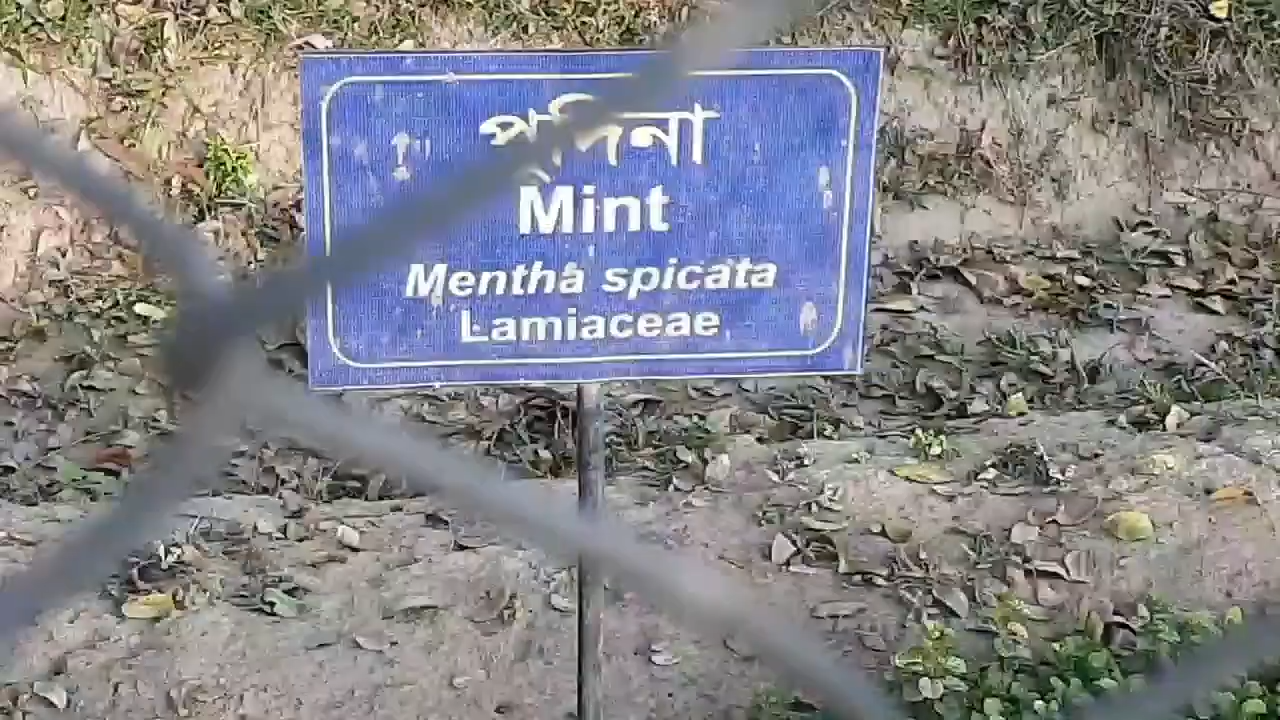 পুদিনা
Mint
Mentha spicata
Lamiaceae